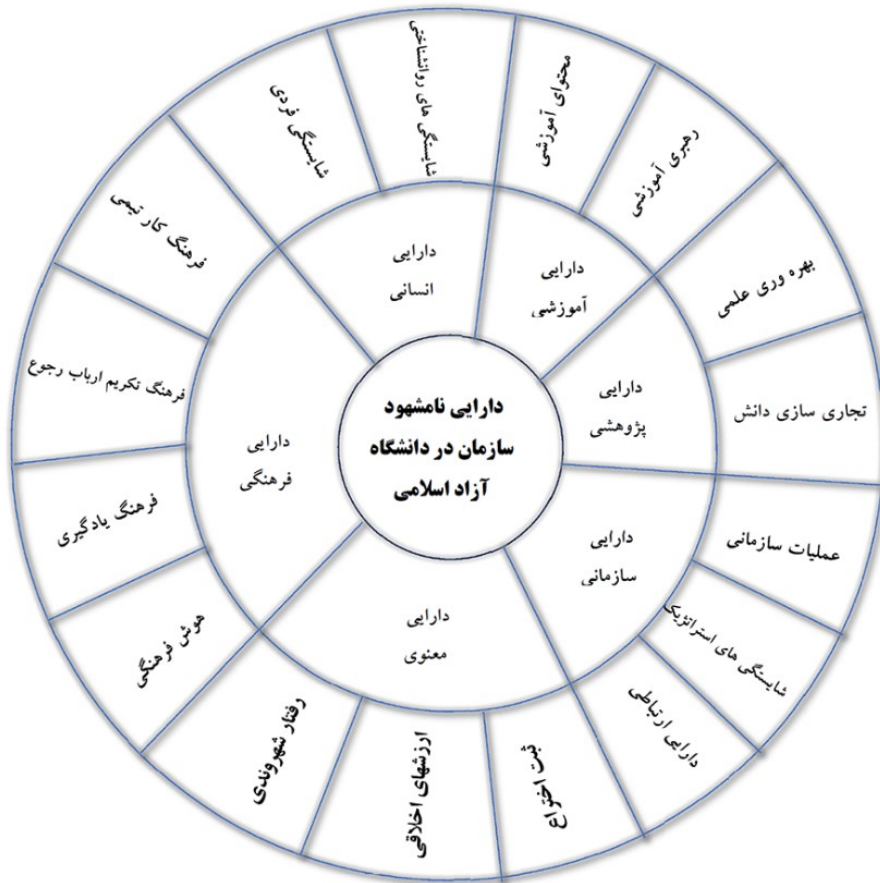 دارایی نامشهود
سازمان در دانشگاه
آزاد اسلامی
دارایی
آموزشی
دارایی
پژوهشی
دارایی
سازمانی
دارایی
معنوی
دارایی
فرهنگی
دارایی
انسانی
محتوای آموزشی
رهبری آموزشی
بهره وری علمی
تجاری سازی دانش
عملیات سازمانی
شایستگی های استراتژیک
دارایی ارتباطی
ثبت اختراع
ارزشهای اخلاقی
رفتار شهروندی
هوش فرهنگی
فرهنگ یادگیری
فرهنگ تکریم ارباب رجوع
فرهنگ کار تیمی
شایستگی فردی
شایستگی های روانشناختی